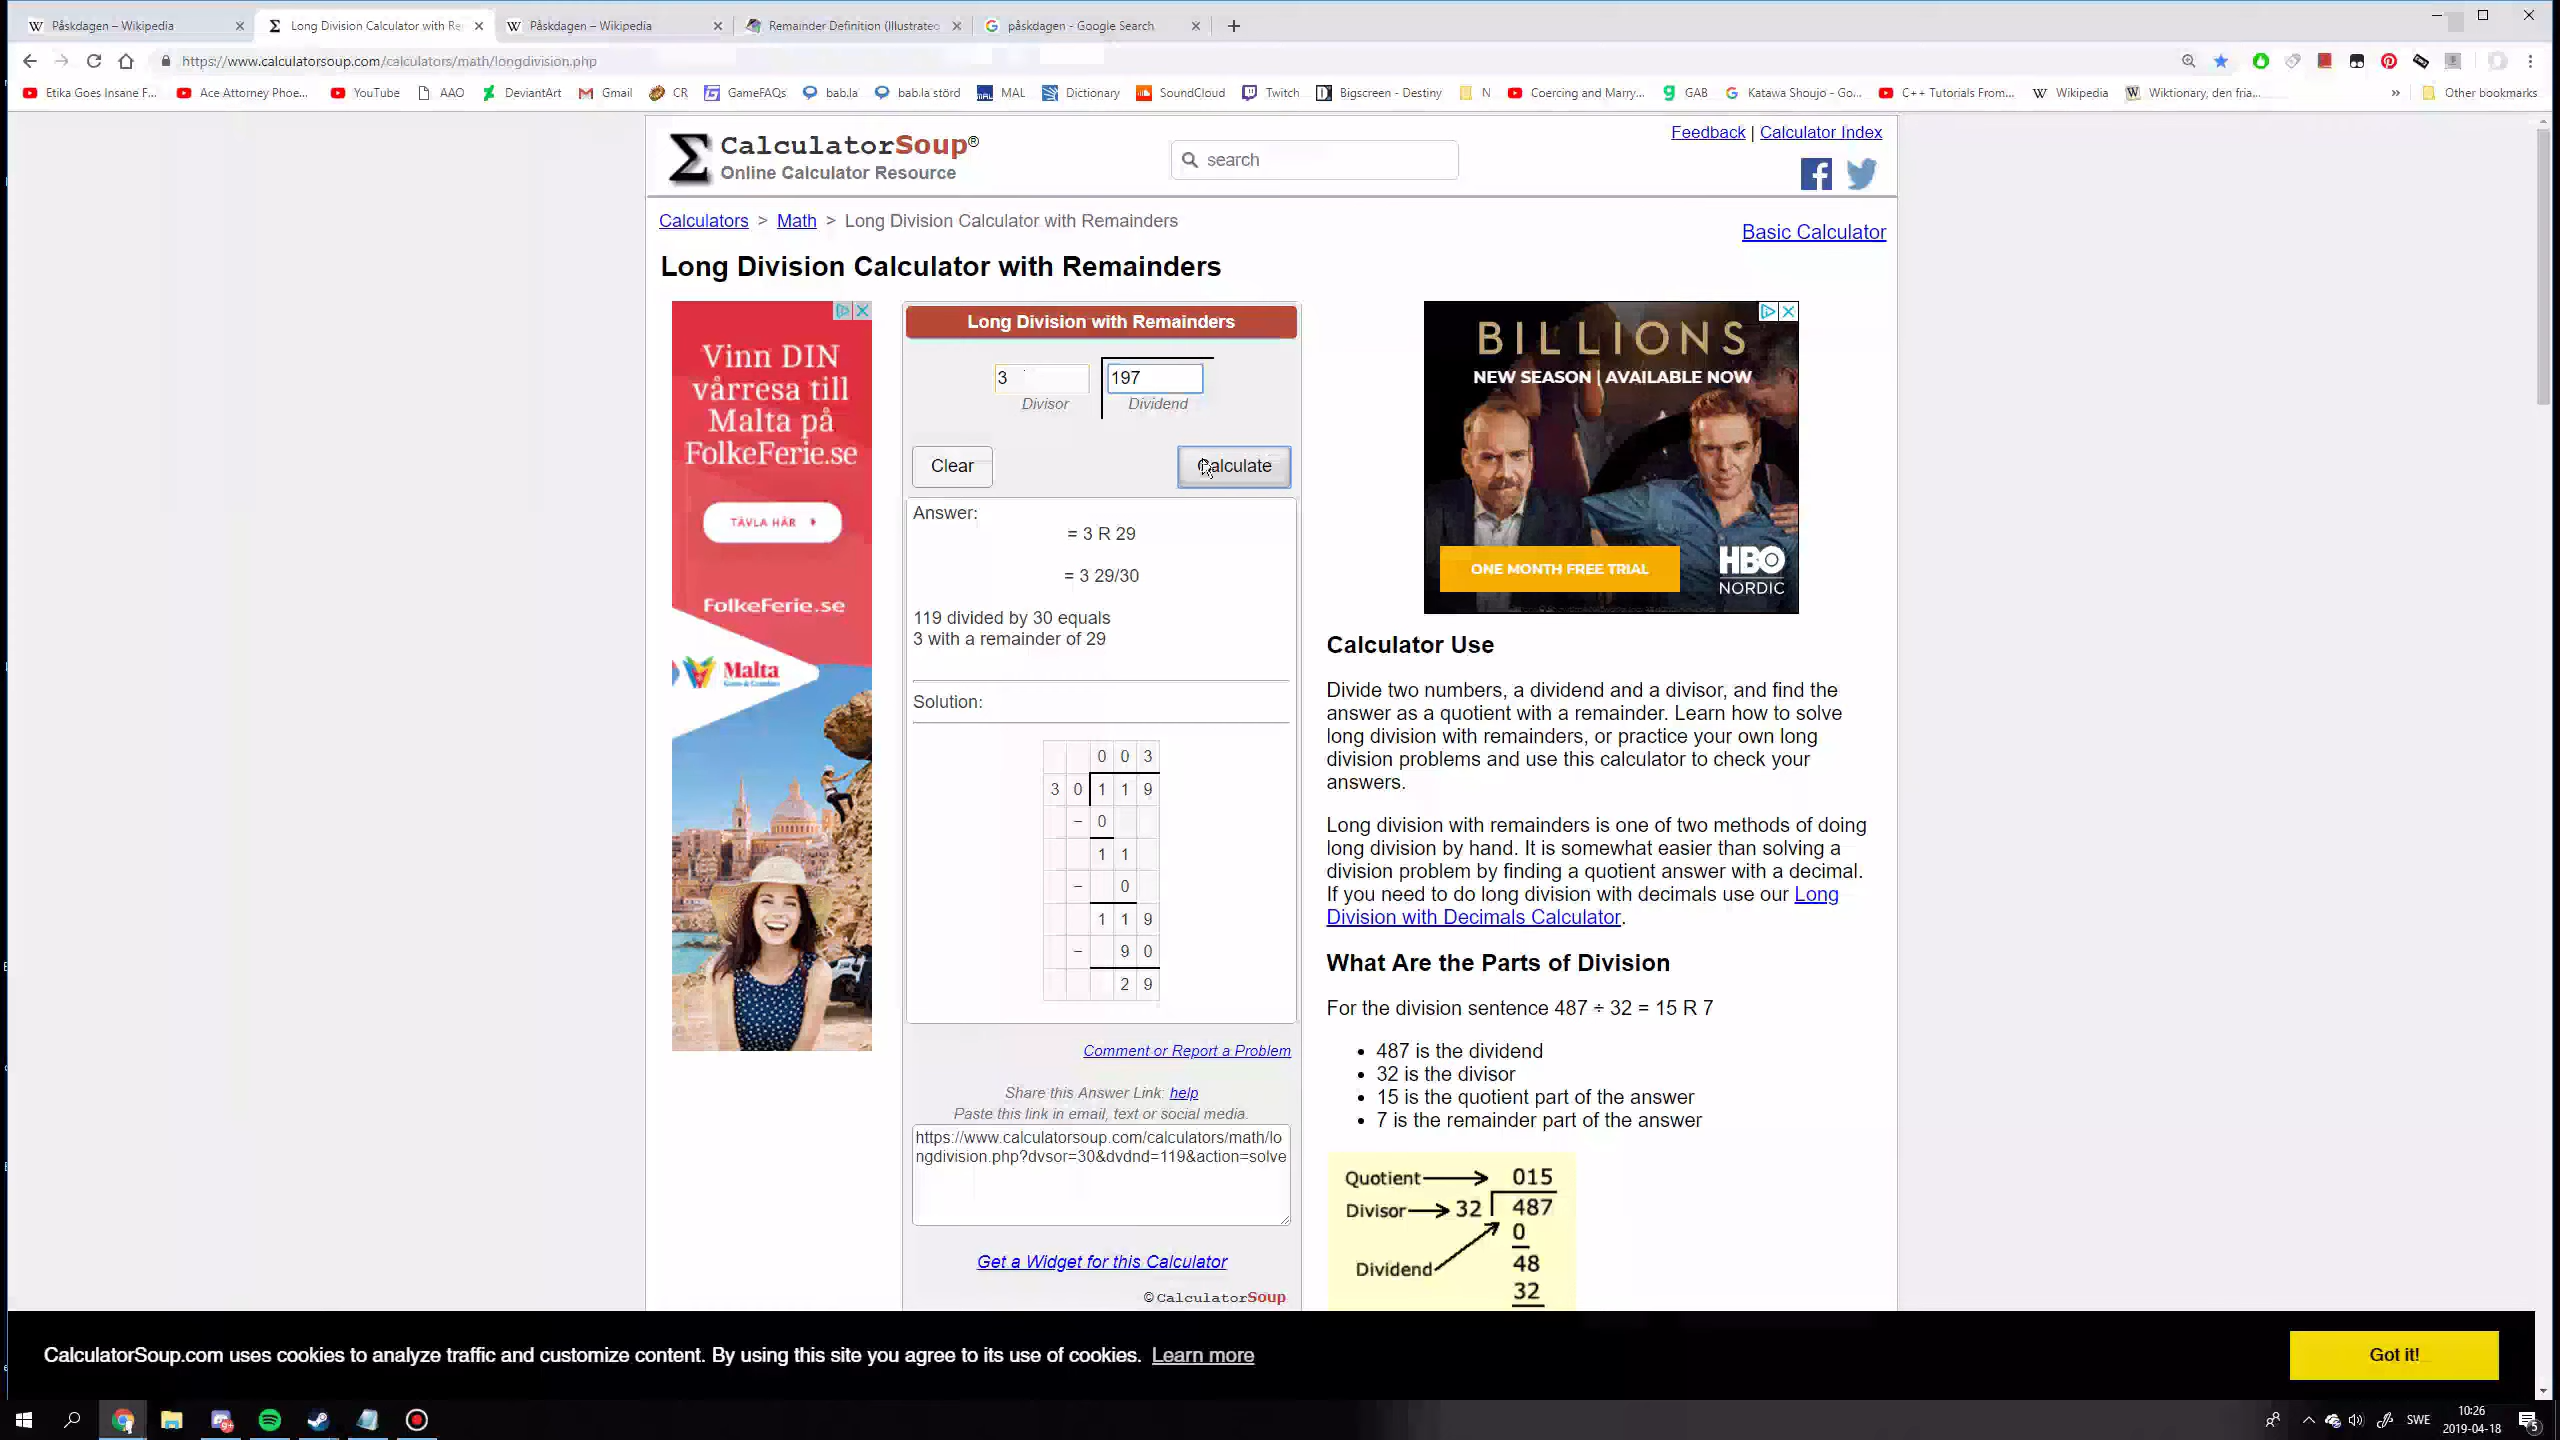 Påskdagen – Wikipedia
Long Division Calculator with Re
Påskdagen – Wikipedia
Remainder Definition (Illustrated
påskdagen - Google Search
https://www.calculatorsoup.com/calculators/math/longdivision.php
Etika Goes Insane F... Ace Attorney Phoe... YouTube AAO DeviantArt Gmail CR GameFAQs bab.la bab.la störd MAL Dictionary SoundCloud Twitch Bigscreen - Destiny N Coercing and Marry... GAB Katawa Shoujo - Go... C++ Tutorials From... Wikipedia Wiktionary, den fria... » Other bookmarks
CalculatorSoup®
Online Calculator Resource
search
Feedback | Calculator Index
Calculators > Math > Long Division Calculator with Remainders
Basic Calculator
Long Division Calculator with Remainders
Vinn DIN
vårresa till
Malta på
FolkeFerie.se
TÄVLA HÄR
FolkeFerie.se
Malta
Long Division with Remainders
3 197
Divisor Dividend
Clear Calculate
Answer:
= 3 R 29
= 3 29/30
119 divided by 30 equals
3 with a remainder of 29
Solution:
0 0 3
3 0 1 1 9
– 0
1 1
– 0
1 1 9
– 9 0
2 9
Comment or Report a Problem
Share this Answer Link: help
Paste this link in email, text or social media.
https://www.calculatorsoup.com/calculators/math/lo
ngdivision.php?dvsor=30&dvdnd=119&action=solve
Get a Widget for this Calculator
©CalculatorSoup
BILLIONS
NEW SEASON | AVAILABLE NOW
ONE MONTH FREE TRIAL
HBO
NORDIC
Calculator Use
Divide two numbers, a dividend and a divisor, and find the
answer as a quotient with a remainder. Learn how to solve
long division with remainders, or practice your own long
division problems and use this calculator to check your
answers.
Long division with remainders is one of two methods of doing
long division by hand. It is somewhat easier than solving a
division problem by finding a quotient answer with a decimal.
If you need to do long division with decimals use our Long
Division with Decimals Calculator.
What Are the Parts of Division
For the division sentence 487 ÷ 32 = 15 R 7
• 487 is the dividend
• 32 is the divisor
• 15 is the quotient part of the answer
• 7 is the remainder part of the answer
Quotient 015
Divisor 32 487
0
Dividend 48
32
CalculatorSoup.com uses cookies to analyze traffic and customize content. By using this site you agree to its use of cookies. Learn more
Got it!
SWE
10:26
2019-04-18
5